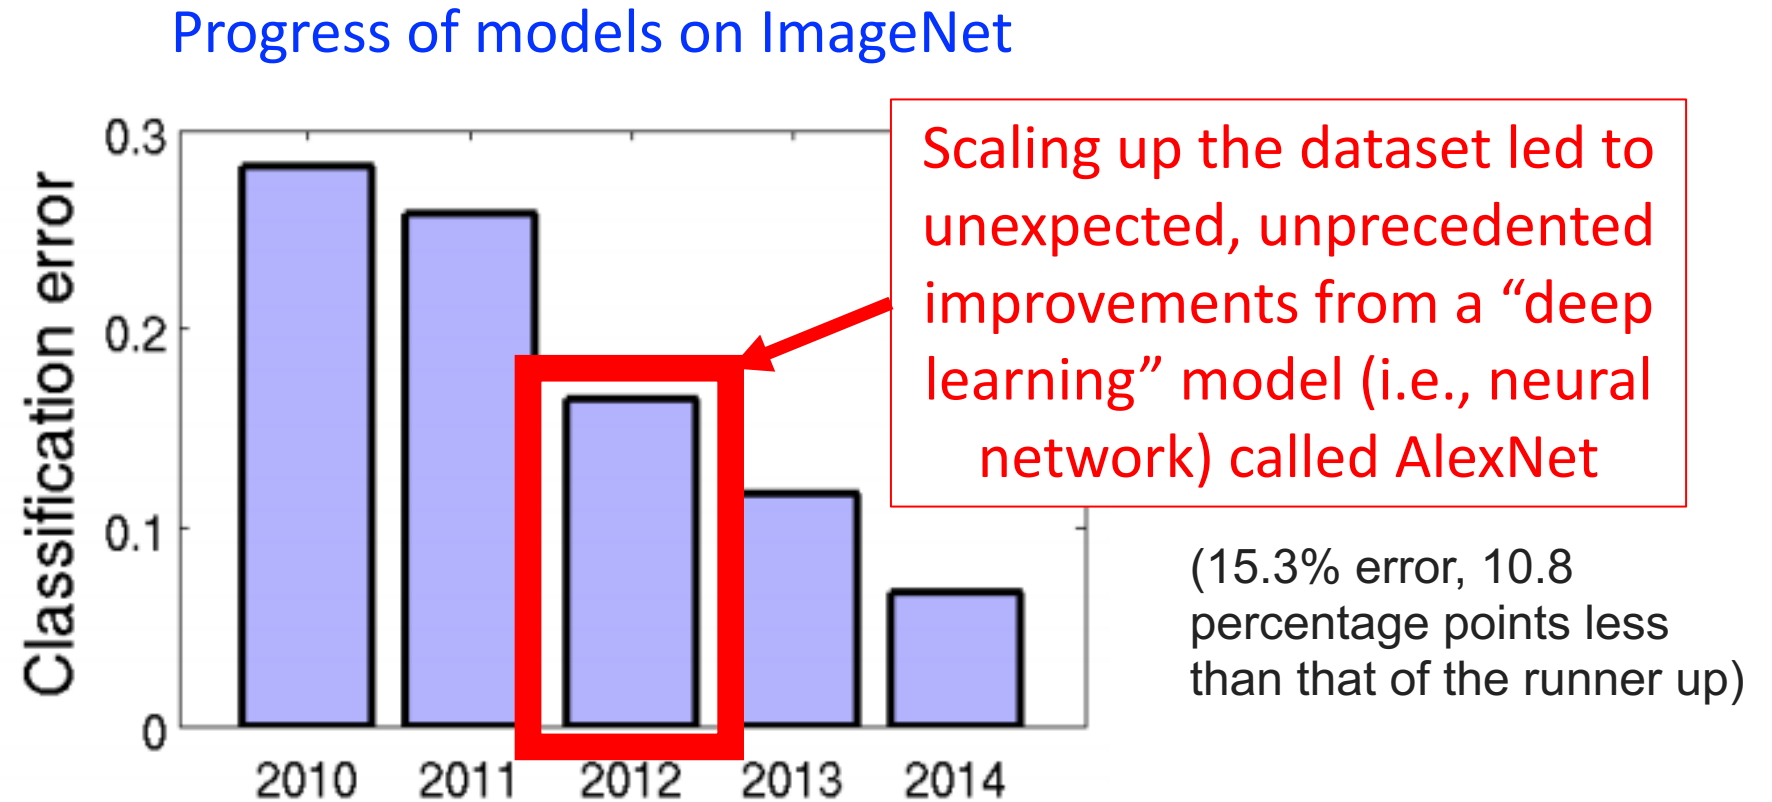 Progress of models on ImageNet
Scaling up the dataset led to
unexpected, unprecedented
improvements from a “deep
learning” model (i.e., neural
network) called AlexNet
(15.3% error, 10.8
percentage points less
than that of the runner up)
Classification error
0.3
0.2
0.1
0
2010 2011 2012 2013 2014